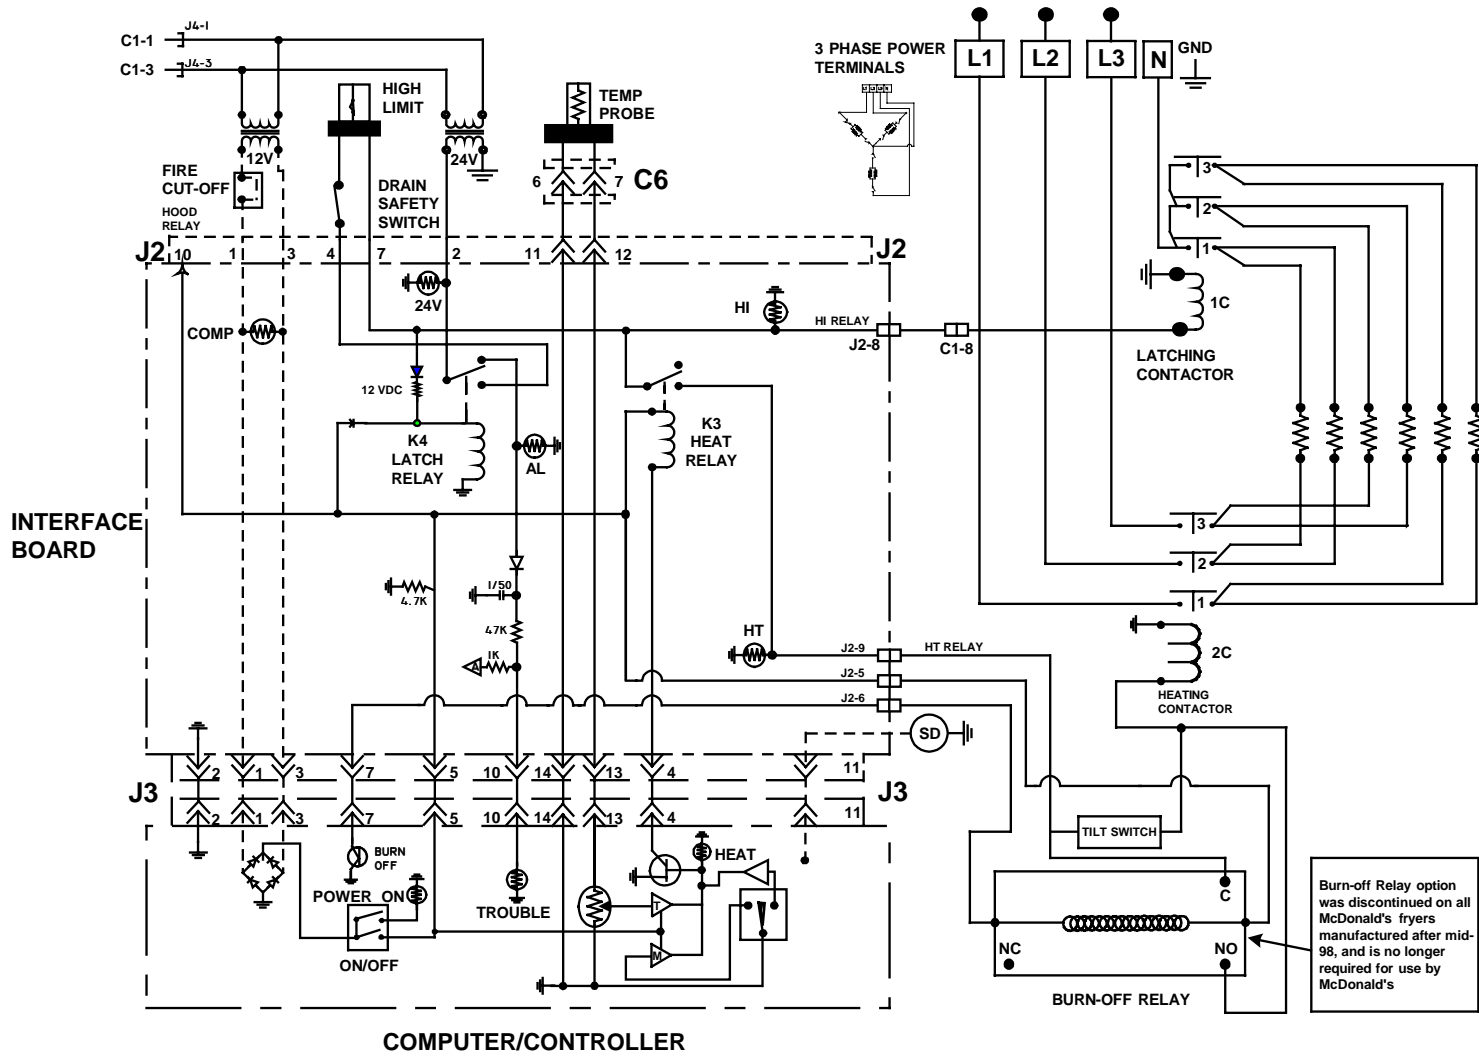 C1-1
J4-1
C1-3
J4-3
HIGH
LIMIT
TEMP
PROBE
3 PHASE POWER
TERMINALS
L1
L2
L3
N
GND
12V
24V
FIRE
CUT-OFF
DRAIN
SAFETY
SWITCH
6
7
C6
HOOD
RELAY
J2
10
1
3
4
7
2
11
12
J2
3
2
1
24V
COMP
HI
HI RELAY
J2-8
C1-8
1C
LATCHING
CONTACTOR
12 VDC
K4
LATCH
RELAY
AL
K3
HEAT
RELAY
INTERFACE
BOARD
3
2
1
4.7K
1/50
47K
1K
A
HT
J2-9
HT RELAY
J2-5
J2-6
2C
HEATING
CONTACTOR
SD
J3
2
1
3
7
5
10
14
13
4
11
J3
2
1
3
7
5
10
14
13
4
11
BURN
OFF
POWER ON
TROUBLE
HEAT
T
M
ON/OFF
TILT SWITCH
C
NC
NO
BURN-OFF RELAY
Burn-off Relay option
was discontinued on all
McDonald's fryers
manufactured after mid-
98, and is no longer
required for use by
McDonald's
COMPUTER/CONTROLLER